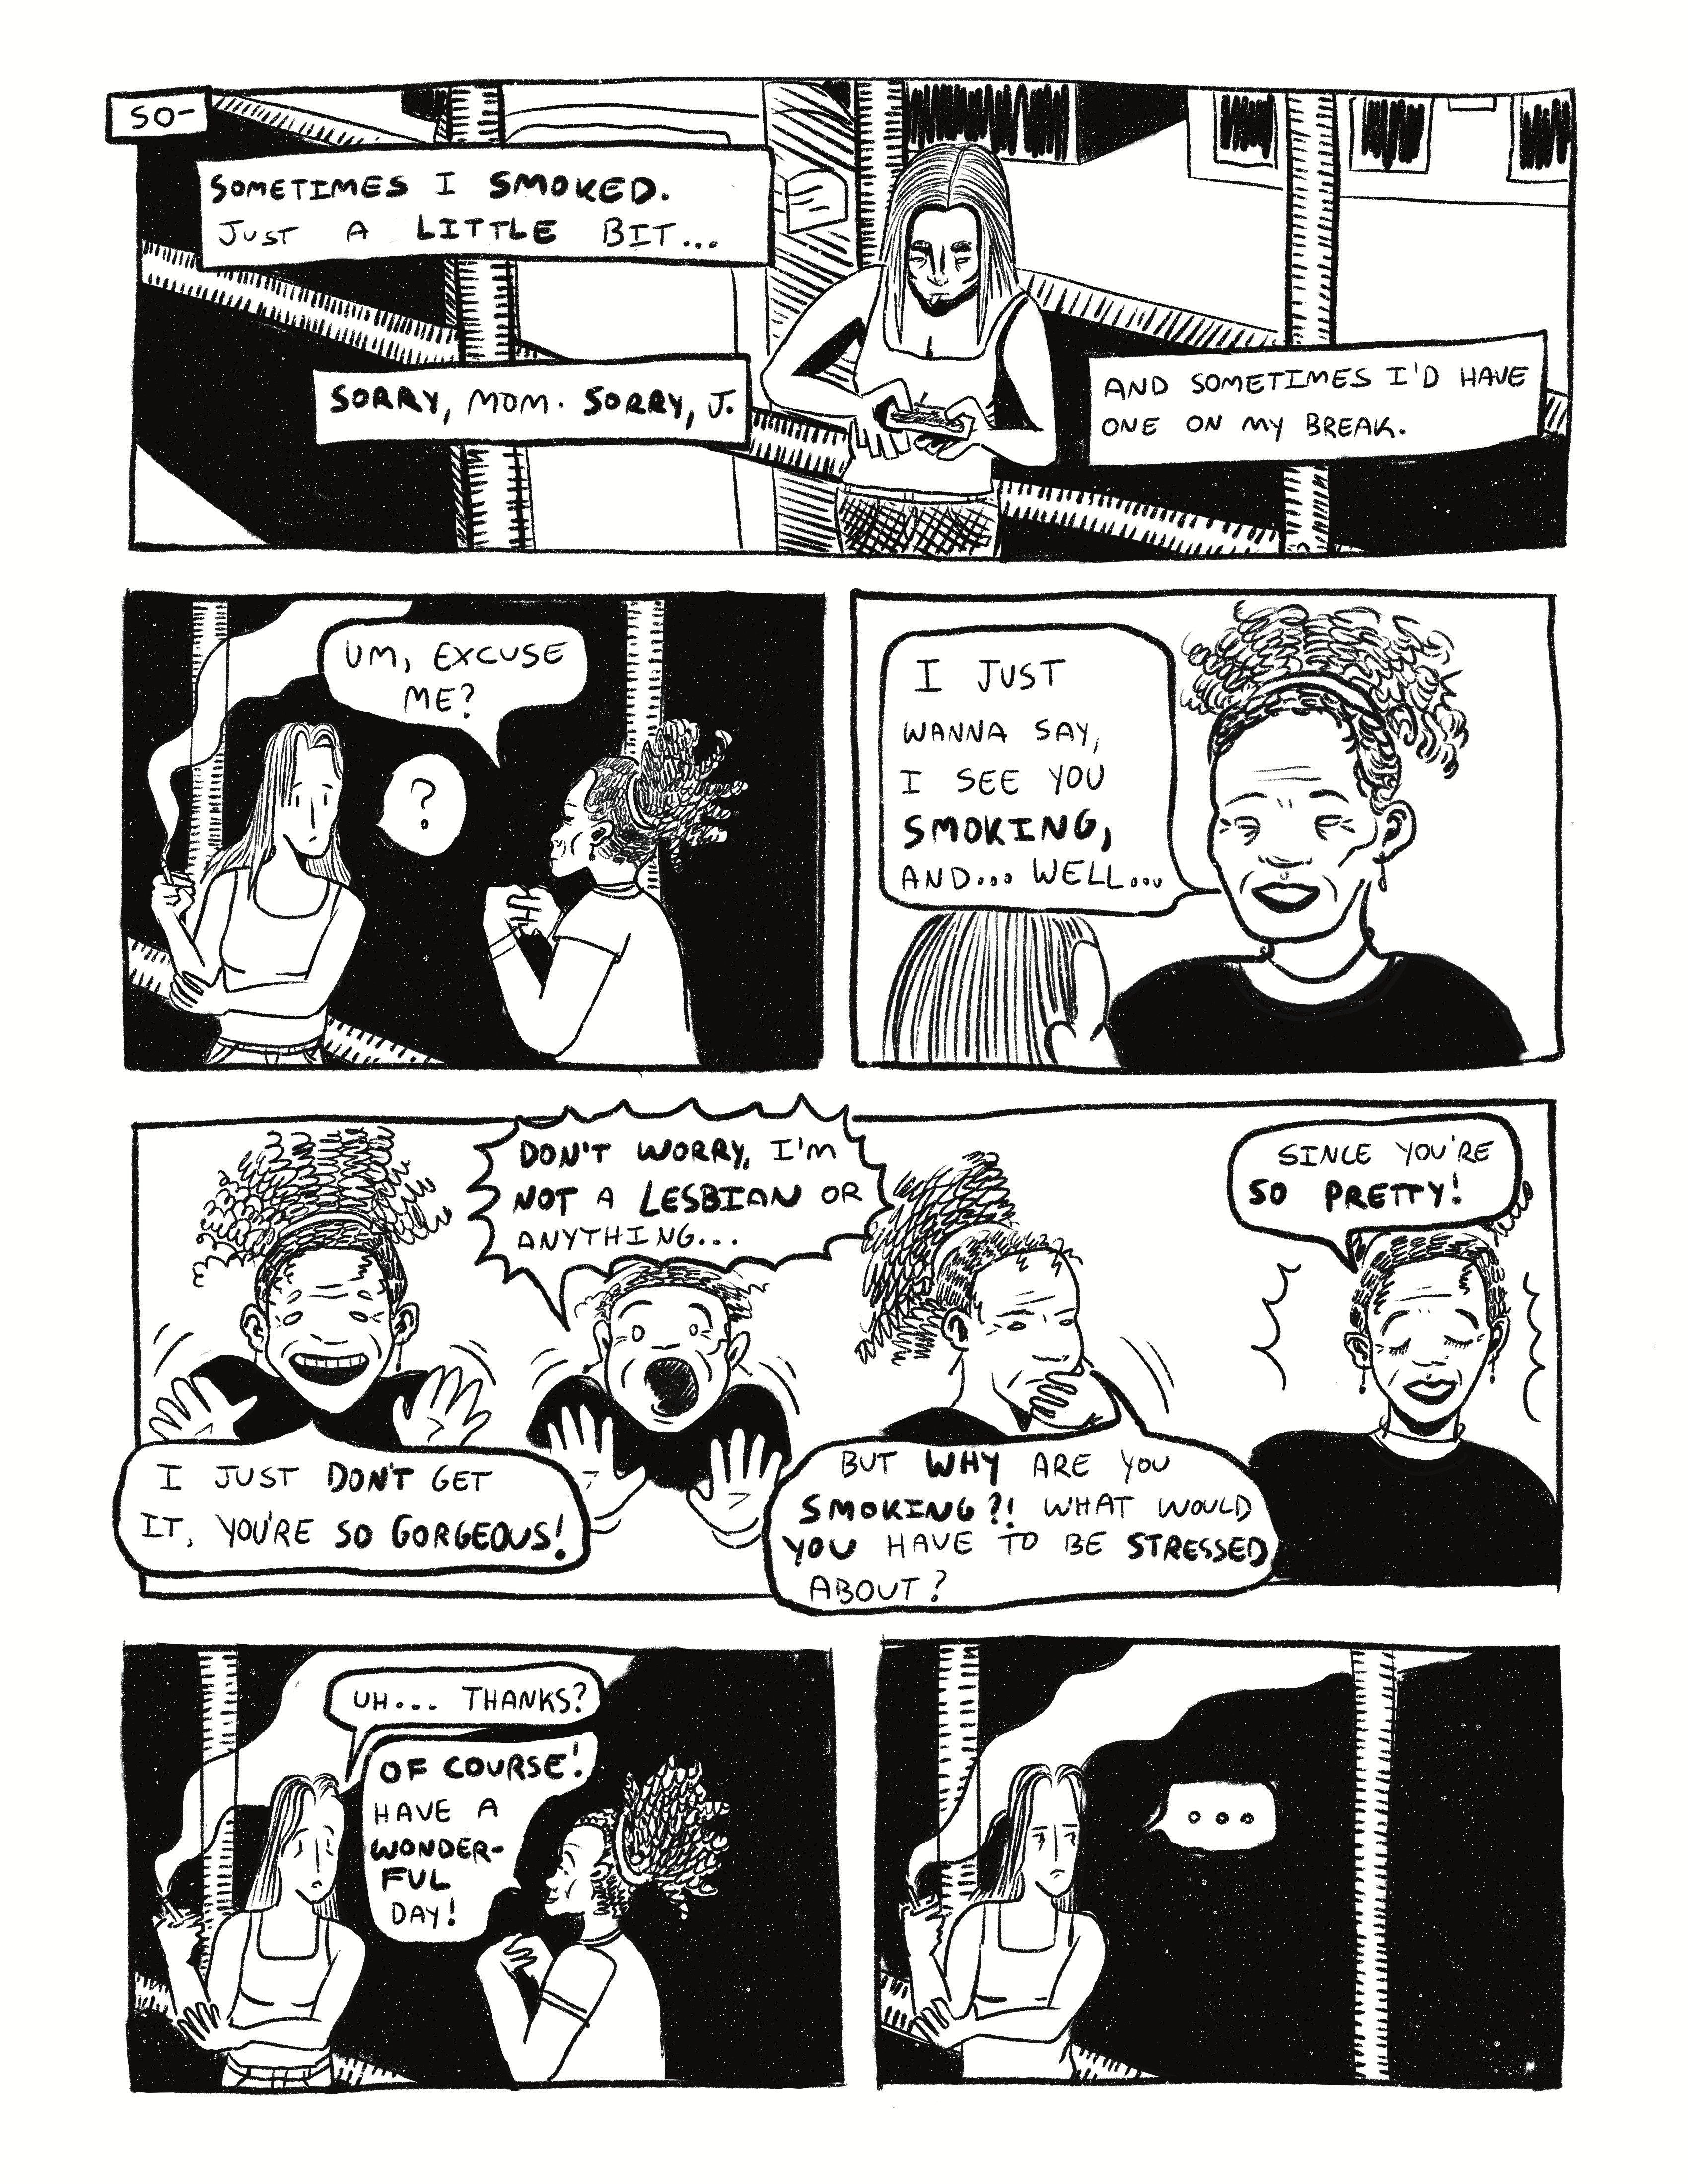 SO-
SOMETIMES I SMOKED.
JUST A LITTLE BIT...
SORRY, MOM. SORRY, J.
AND SOMETIMES I'D HAVE
ONE ON MY BREAK.
UM, EXCUSE
ME?
?
I JUST
WANNA SAY,
I SEE YOU
SMOKING,
AND... WELL...
I JUST DON'T GET
IT, YOU'RE SO GORGEOUS!
DON'T WORRY, I'M
NOT A LESBIAN OR
ANYTHING...
BUT WHY ARE YOU
SMOKING?! WHAT WOULD
YOU HAVE TO BE STRESSED
ABOUT?
SINCE YOU'RE
SO PRETTY!
UH... THANKS?
OF COURSE!
HAVE A
WONDER-
FUL
DAY!
...